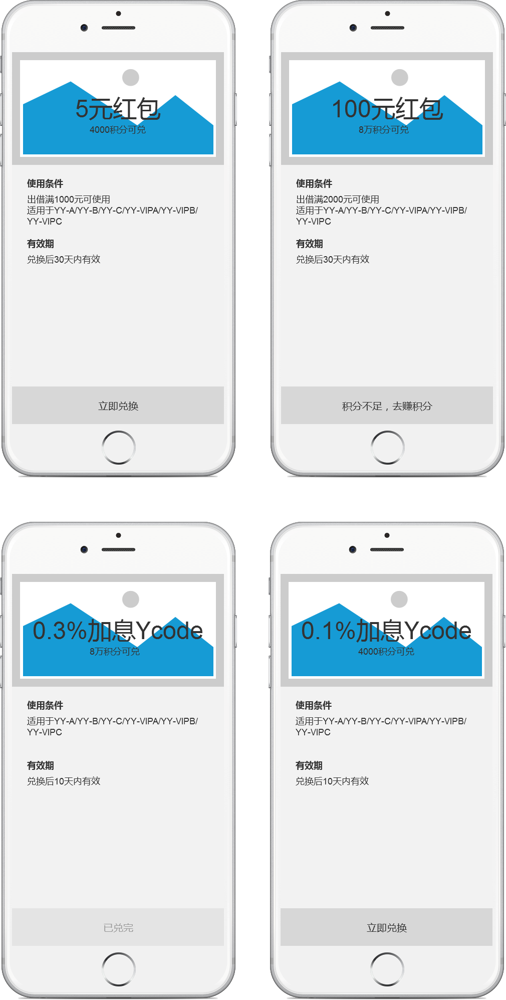 5元红包
4000积分可兑
使用条件
出借满1000元可使用
适用于YY-A/YY-B/YY-C/YY-VIPA/YY-VIPB/
YY-VIPC
有效期
兑换后30天内有效
立即兑换
100元红包
8万积分可兑
使用条件
出借满2000元可使用
适用于YY-A/YY-B/YY-C/YY-VIPA/YY-VIPB/
YY-VIPC
有效期
兑换后30天内有效
积分不足，去赚积分
0.3%加息Ycode
8万积分可兑
使用条件
适用于YY-A/YY-B/YY-C/YY-VIPA/YY-VIPB/
YY-VIPC
有效期
兑换后10天内有效
已兑完
0.1%加息Ycode
4000积分可兑
使用条件
适用于YY-A/YY-B/YY-C/YY-VIPA/YY-VIPB/
YY-VIPC
有效期
兑换后10天内有效
立即兑换